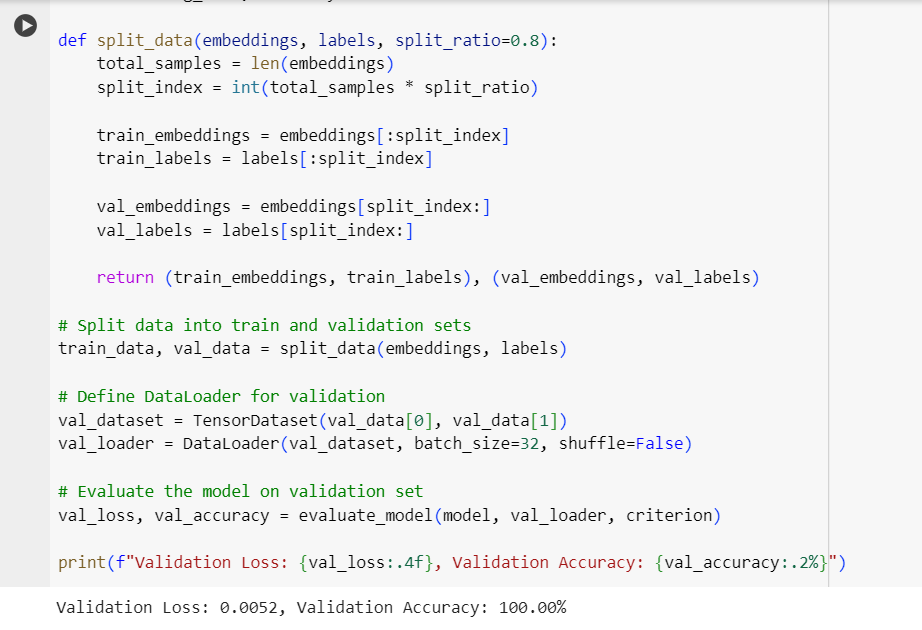 def split_data(embeddings, labels, split_ratio=0.8):
    total_samples = len(embeddings)
    split_index = int(total_samples * split_ratio)

    train_embeddings = embeddings[:split_index]
    train_labels = labels[:split_index]

    val_embeddings = embeddings[split_index:]
    val_labels = labels[split_index:]

    return (train_embeddings, train_labels), (val_embeddings, val_labels)

# Split data into train and validation sets
train_data, val_data = split_data(embeddings, labels)

# Define DataLoader for validation
val_dataset = TensorDataset(val_data[0], val_data[1])
val_loader = DataLoader(val_dataset, batch_size=32, shuffle=False)

# Evaluate the model on validation set
val_loss, val_accuracy = evaluate_model(model, val_loader, criterion)

print(f"Validation Loss: {val_loss:.4f}, Validation Accuracy: {val_accuracy:.2%}")
Validation Loss: 0.0052, Validation Accuracy: 100.00%